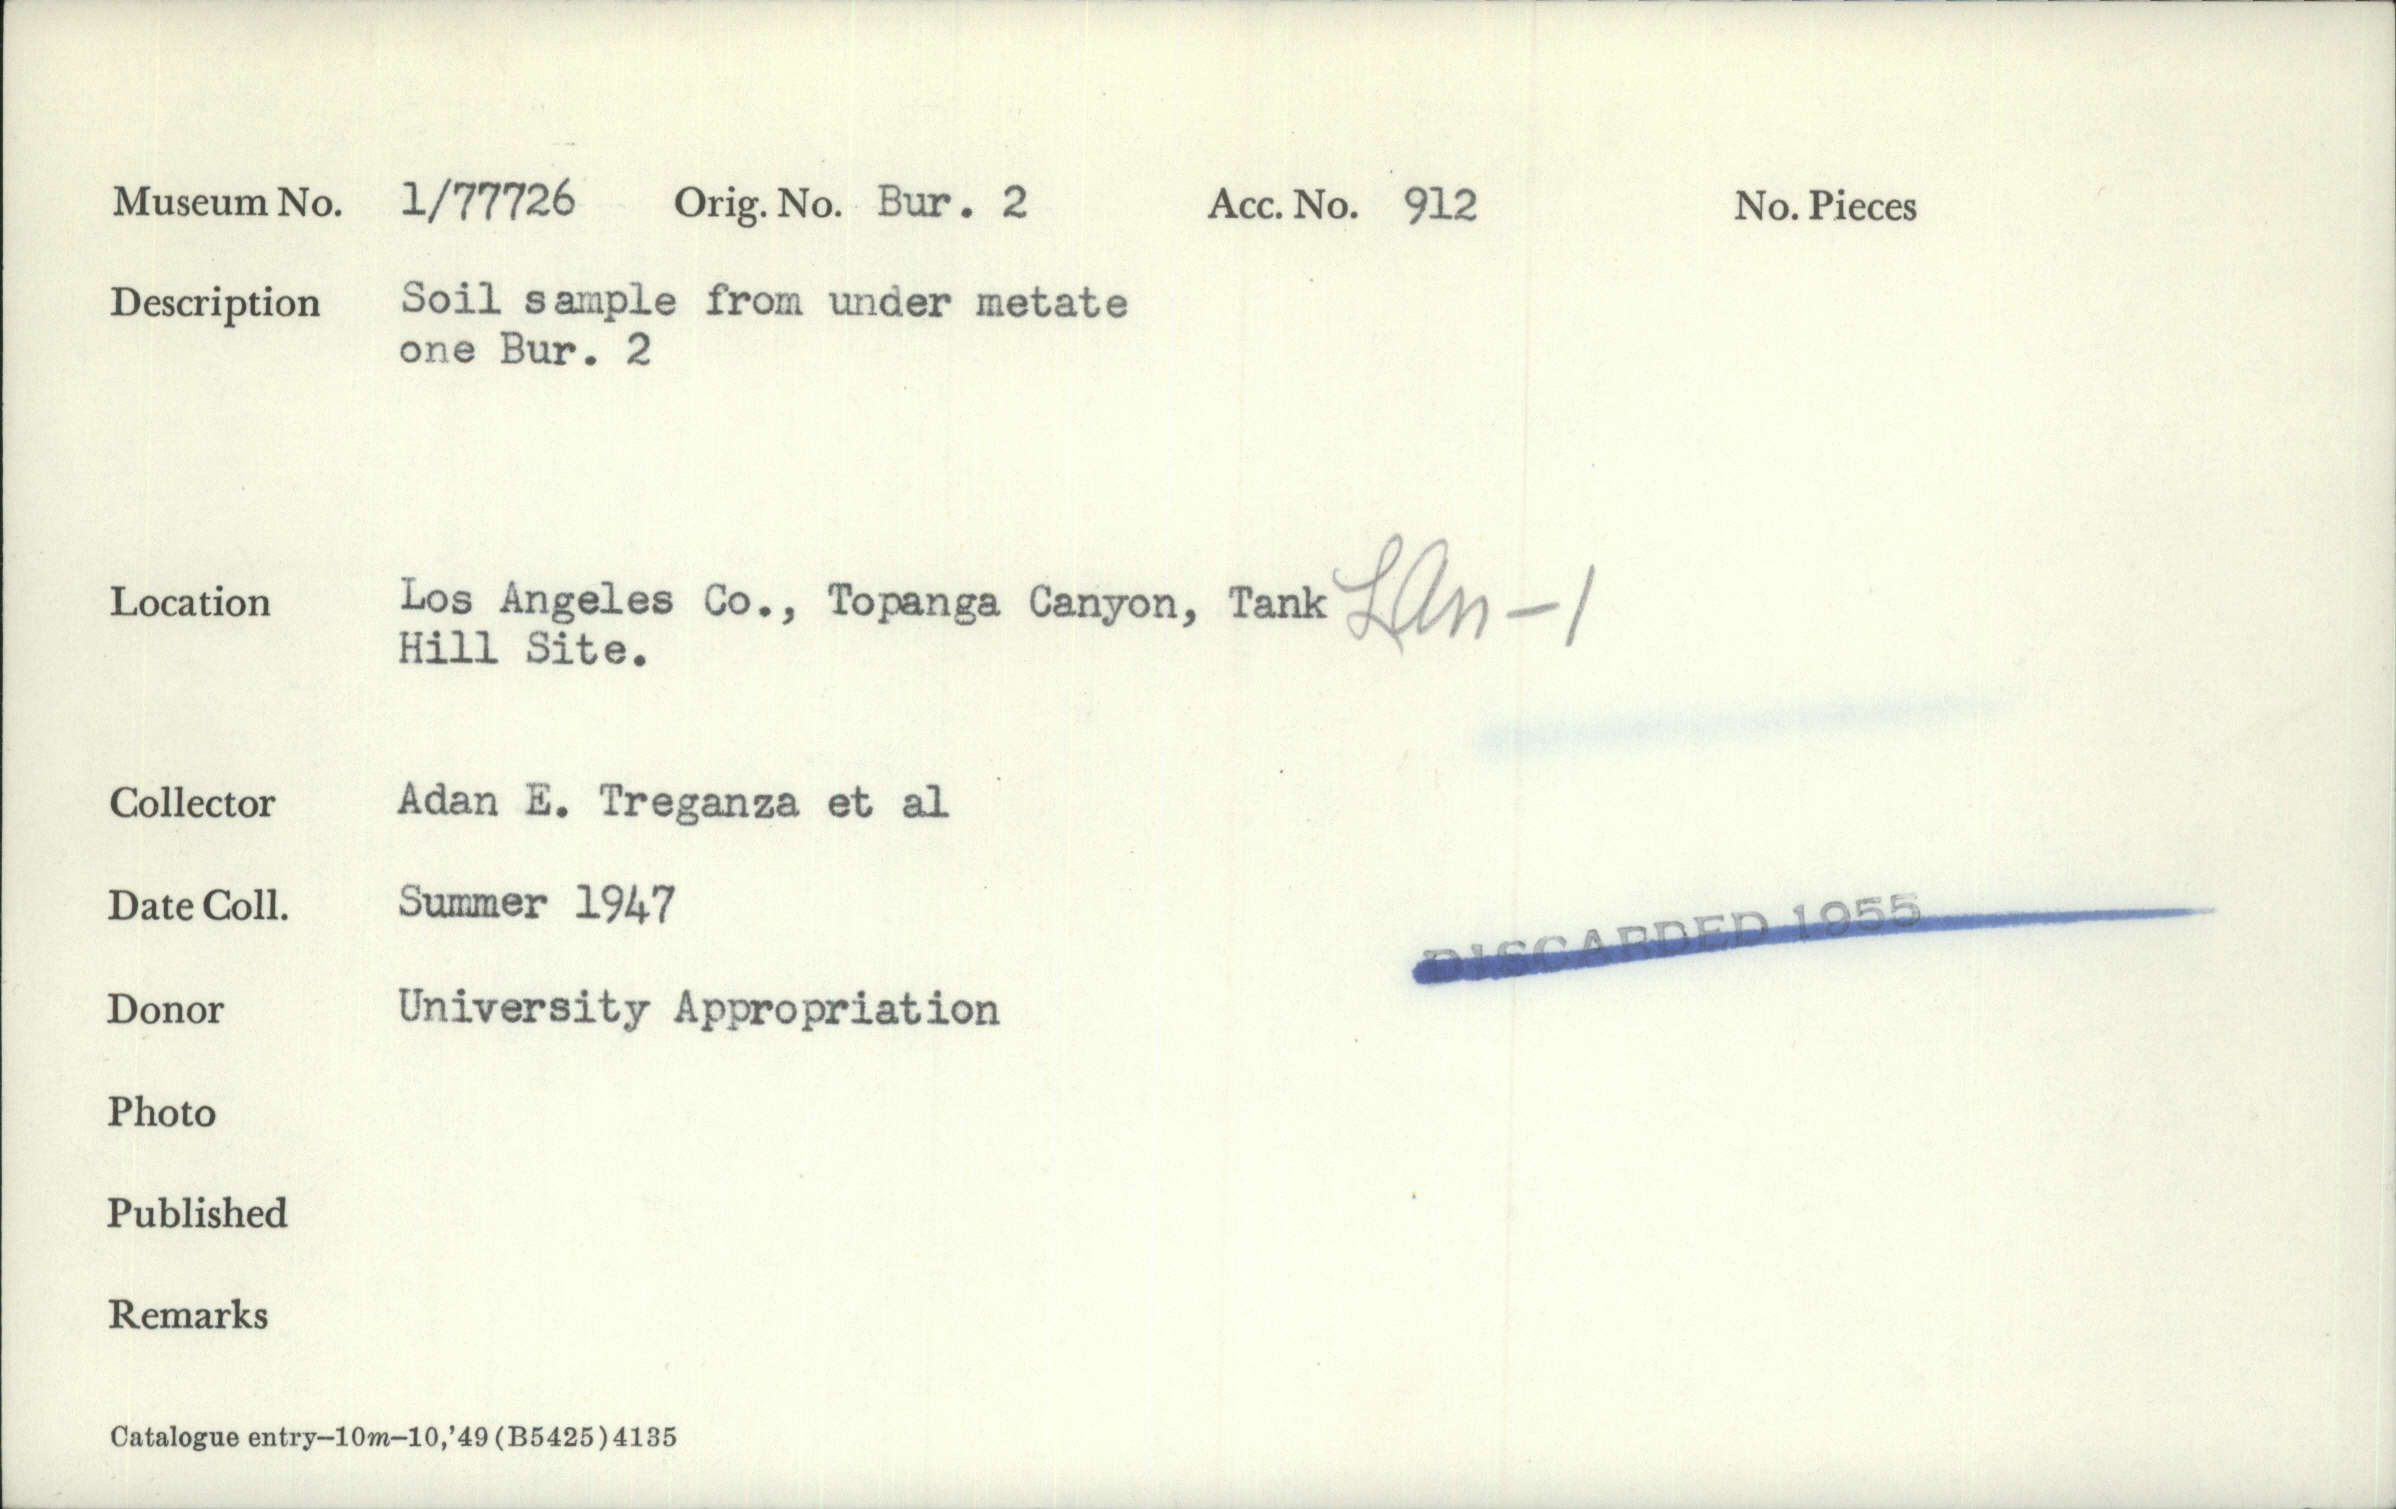 Museum No. 1/77726 Orig. No. Bur. 2 Acc. No. 912 No. Pieces
Description Soil sample from under metate
one Bur. 2
Location Los Angeles Co., Topanga Canyon, Tank LAn-1
Hill Site.
Collector Adan E. Treganza et al
Date Coll. Summer 1947
DISCARDED 1955
Donor University Appropriation
Photo
Published
Remarks
Catalogue entry—10m—10,'49(B5425)4135